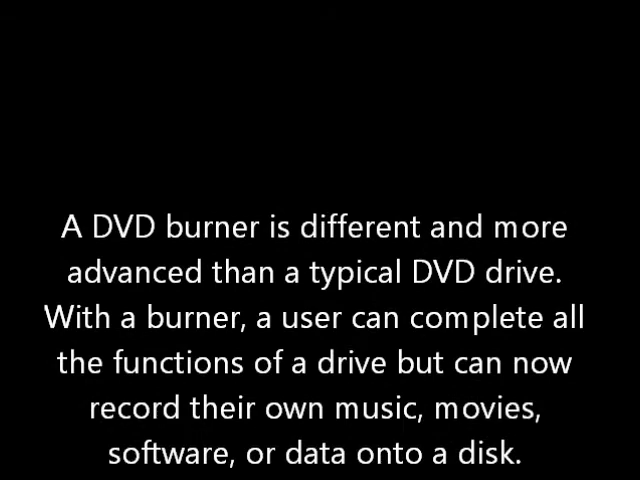 A DVD burner is different and more
advanced than a typical DVD drive.
With a burner, a user can complete all
the functions of a drive but can now
record their own music, movies,
software, or data onto a disk.